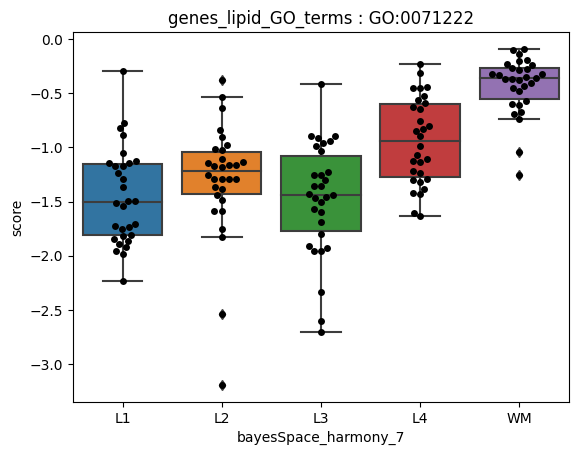 genes_lipid_GO_terms : GO:0071222
0.0
−0.5
−1.0
−1.5
−2.0
−2.5
−3.0
score
L1 L2 L3 L4 WM
bayesSpace_harmony_7